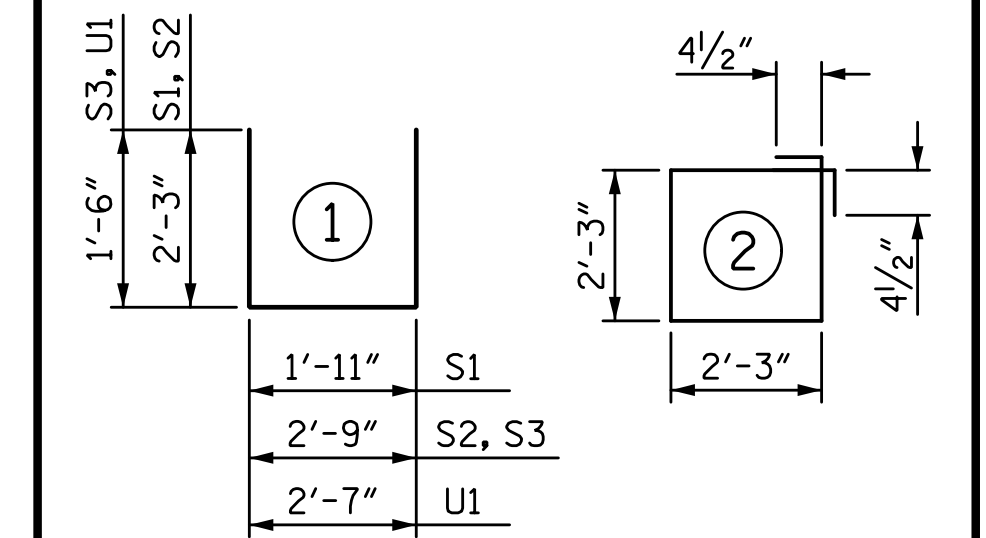 S3, U1
1'-6"
S1, S2
2'-3"
1
1'-11" S1
2'-9" S2, S3
2'-7" U1
4½"
2'-3"
2
4½"
2'-3"